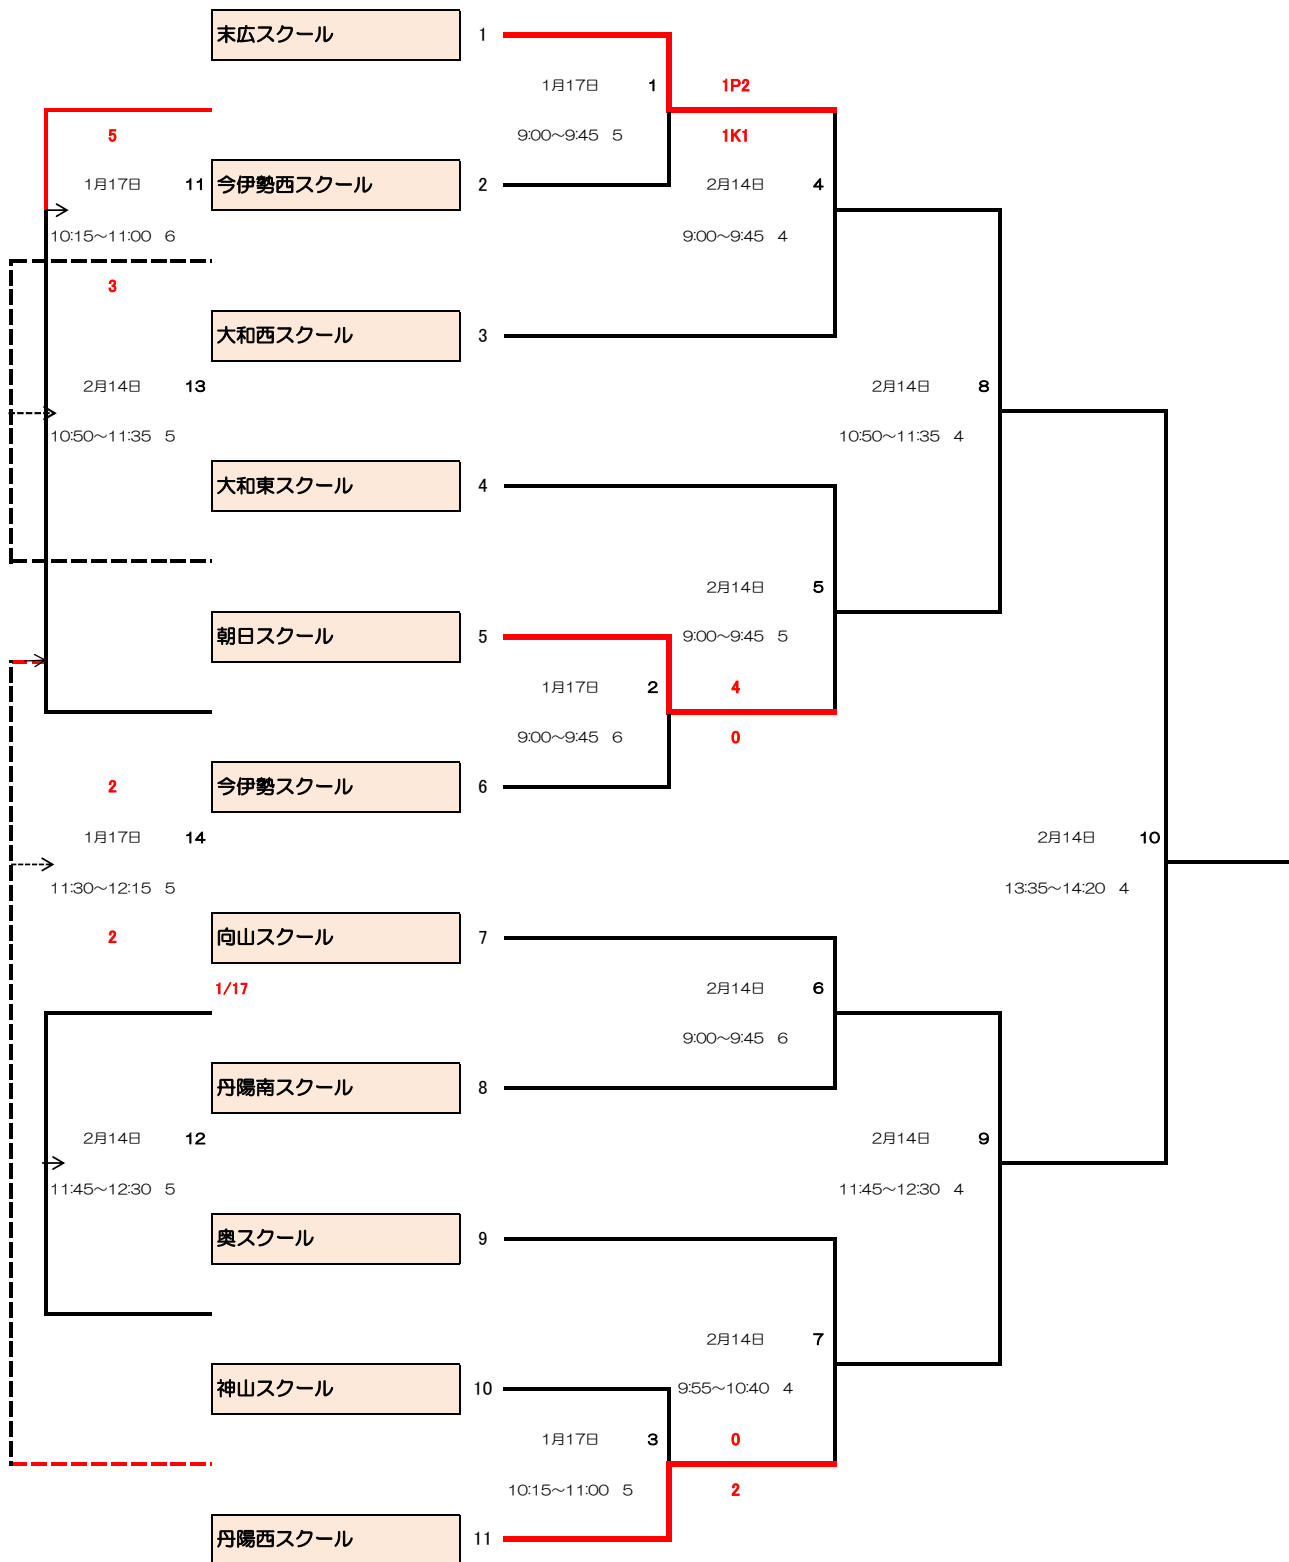 末広スクール 1
1月17日 1 1P2
5 9:00～9:45 5 1K1
1月17日 11 今伊勢西スクール 2 2月14日 4
10:15～11:00 6 9:00～9:45 4
3
大和西スクール 3
2月14日 13 2月14日 8
10:50～11:35 5 10:50～11:35 4
大和東スクール 4
2月14日 5
朝日スクール 5 9:00～9:45 5
1月17日 2 4
9:00～9:45 6 0
2 今伊勢スクール 6
1月17日 14 2月14日 10
11:30～12:15 5 13:35～14:20 4
2 向山スクール 7
1/17 2月14日 6
9:00～9:45 6
丹陽南スクール 8
2月14日 12 2月14日 9
11:45～12:30 5 11:45～12:30 4
奥スクール 9
2月14日 7
神山スクール 10 9:55～10:40 4
1月17日 3 0
10:15～11:00 5 2
丹陽西スクール 11